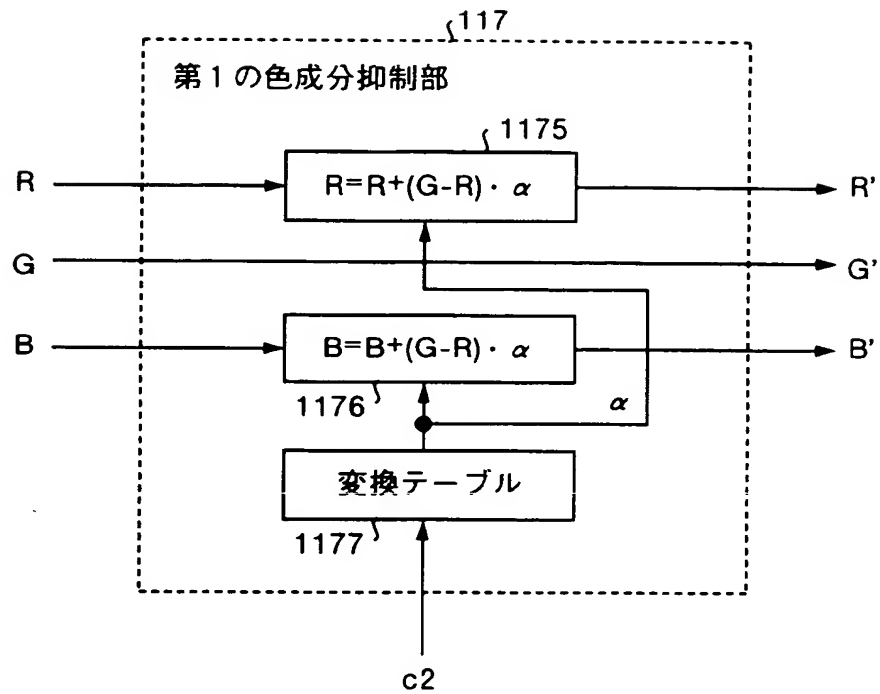 117
第1の色成分抑制部
1175
R
R=R+(G-R)· α
R'
G
G'
B
B=B+(G-R)· α
B'
1176
α
変換テーブル
1177
c2